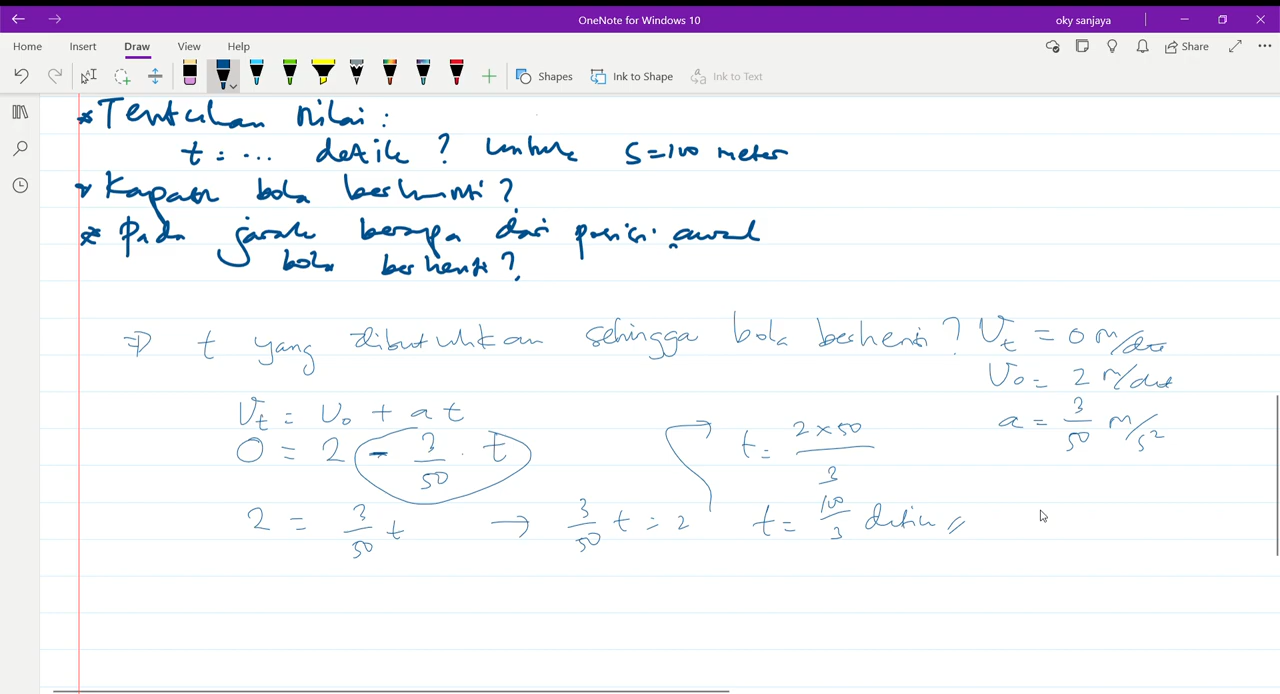 OneNote for Windows 10
oky sanjaya
Home Insert Draw View Help
Share
Shapes Ink to Shape Ink to Text
* Tentukan Nilai :
t = ... detik ? untuk S = 100 meter
* Kapan bola berhenti ?
* Pada jarak berapa dari posisi awal
bola berhenti ?
⇒ t yang dibutuhkan sehingga bola berhenti ? Vt = 0 m/det
Vo = 2 m/det
Vt = Vo + a t
a = 3/50 m/s²
0 = 2 - 3/50 . t
t = 2 x 50 / 3
2 = 3/50 t → 3/50 t = 2
t = 100/3 detik //